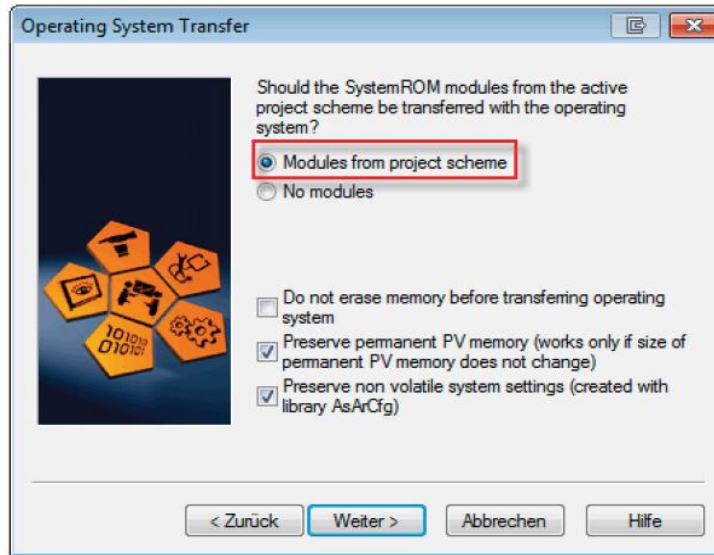 Operating System Transfer
Should the SystemROM modules from the active
project scheme be transferred with the operating
system?
Modules from project scheme
No modules
Do not erase memory before transferring operating
system
Preserve permanent PV memory (works only if size of
permanent PV memory does not change)
Preserve non volatile system settings (created with
library AsArCfg)
101010
01010
< Zurück
Weiter >
Abbrechen
Hilfe